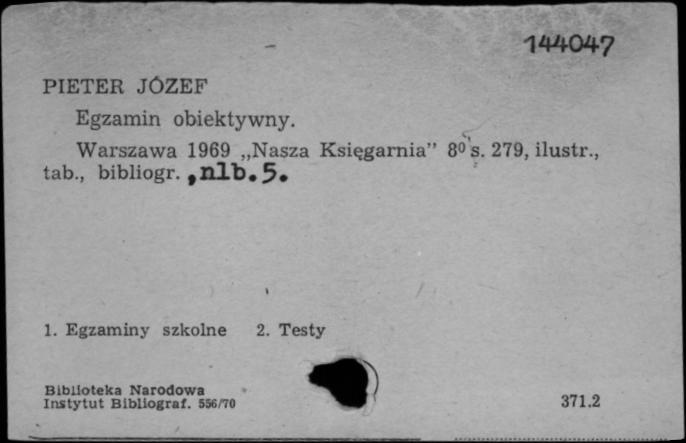 144047
PIETER JÓZEF
Egzamin obiektywny.
Warszawa 1969 „Nasza Księgarnia” 8⁰ s. 279, ilustr.,
tab., bibliogr. , nlb. 5.
1. Egzaminy szkolne 2. Testy
Biblioteka Narodowa
Instytut Bibliograf. 556/70
371.2